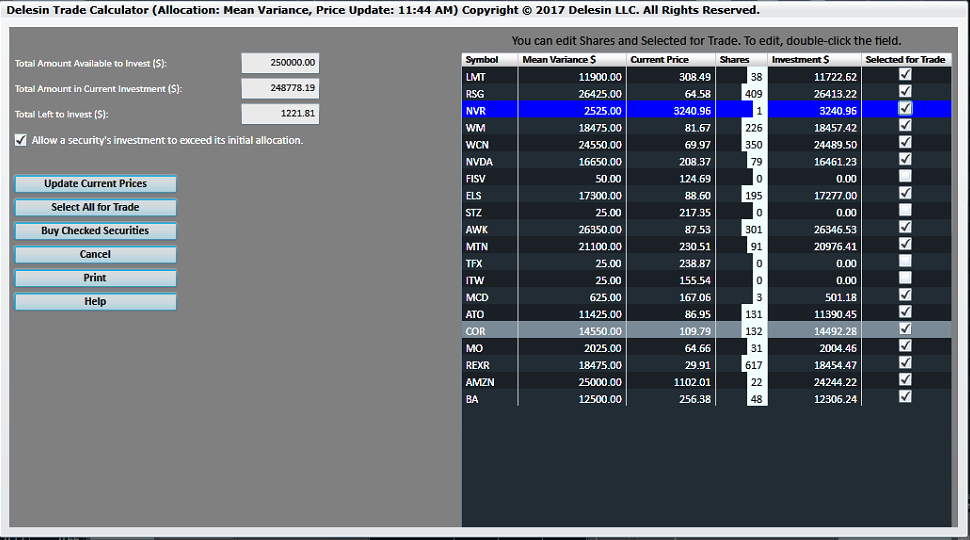 Delesin Trade Calculator (Allocation: Mean Variance, Price Update: 11:44 AM) Copyright © 2017 Delesin LLC. All Rights Reserved.
You can edit Shares and Selected for Trade. To edit, double-click the field.
Total Amount Available to Invest ($): 250000.00
Total Amount in Current Investment ($): 248778.19
Total Left to Invest ($): 1221.81
Allow a security's investment to exceed its initial allocation.
Update Current Prices
Select All for Trade
Buy Checked Securities
Cancel
Print
Help
Symbol Mean Variance $ Current Price Shares Investment $ Selected for Trade
LMT 11900.00 308.49 38 11722.62
RSG 26425.00 64.58 409 26413.22
NVR 2525.00 3240.96 1 3240.96
WM 18475.00 81.67 226 18457.42
WCN 24550.00 69.97 350 24489.50
NVDA 16650.00 208.37 79 16461.23
FISV 50.00 124.69 0 0.00
ELS 17300.00 88.60 195 17277.00
STZ 25.00 217.35 0 0.00
AWK 26350.00 87.53 301 26346.53
MTN 21100.00 230.51 91 20976.41
TFX 25.00 238.87 0 0.00
ITW 25.00 155.54 0 0.00
MCD 625.00 167.06 3 501.18
ATO 11425.00 86.95 131 11390.45
COR 14550.00 109.79 132 14492.28
MO 2025.00 64.66 31 2004.46
REXR 18475.00 29.91 617 18454.47
AMZN 25000.00 1102.01 22 24244.22
BA 12500.00 256.38 48 12306.24